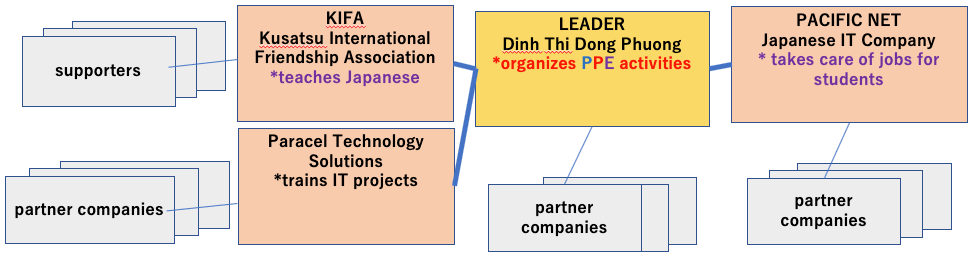 supporters
KIFA
Kusatsu International
Friendship Association
*teaches Japanese
LEADER
Dinh Thi Dong Phuong
*organizes PPE activities
PACIFIC NET
Japanese IT Company
* takes care of jobs for
students
partner companies
Paracel Technology
Solutions
*trains IT projects
partner
companies
partner
companies